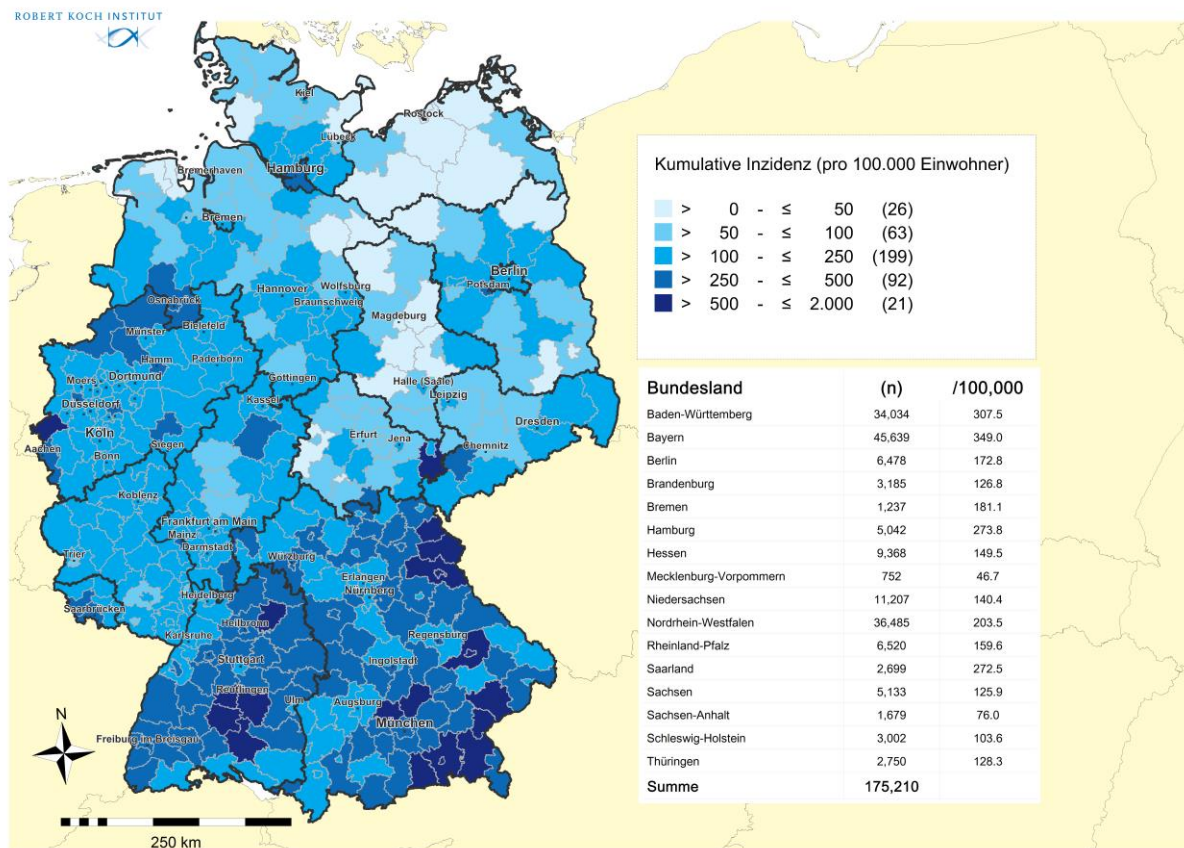 ROBERT KOCH INSTITUT
Kiel
Rostock
Lübeck
Hamburg
Bremerhaven
Bremen
Berlin
Potsdam
Wolfsburg
Hannover
Braunschweig
Osnabrück
Magdeburg
Bielefeld
Münster
Hamm
Paderborn
Moers
Dortmund
Göttingen
Halle (Saale)
Leipzig
Kassel
Düsseldorf
Dresden
Köln
Erfurt
Jena
Chemnitz
Siegen
Aachen
Bonn
Koblenz
Frankfurt am Main
Mainz
Darmstadt
Trier
Würzburg
Erlangen
Nürnberg
Heidelberg
Saarbrücken
Heilbronn
Karlsruhe
Regensburg
Stuttgart
Ingolstadt
Reutlingen
Ulm
Augsburg
München
Freiburg im Breisgau
N
250 km
Kumulative Inzidenz (pro 100.000 Einwohner)
> 0 - ≤ 50 (26)
> 50 - ≤ 100 (63)
> 100 - ≤ 250 (199)
> 250 - ≤ 500 (92)
> 500 - ≤ 2.000 (21)
Bundesland (n) /100,000
Baden-Württemberg 34,034 307.5
Bayern 45,639 349.0
Berlin 6,478 172.8
Brandenburg 3,185 126.8
Bremen 1,237 181.1
Hamburg 5,042 273.8
Hessen 9,368 149.5
Mecklenburg-Vorpommern 752 46.7
Niedersachsen 11,207 140.4
Nordrhein-Westfalen 36,485 203.5
Rheinland-Pfalz 6,520 159.6
Saarland 2,699 272.5
Sachsen 5,133 125.9
Sachsen-Anhalt 1,679 76.0
Schleswig-Holstein 3,002 103.6
Thüringen 2,750 128.3
Summe 175,210